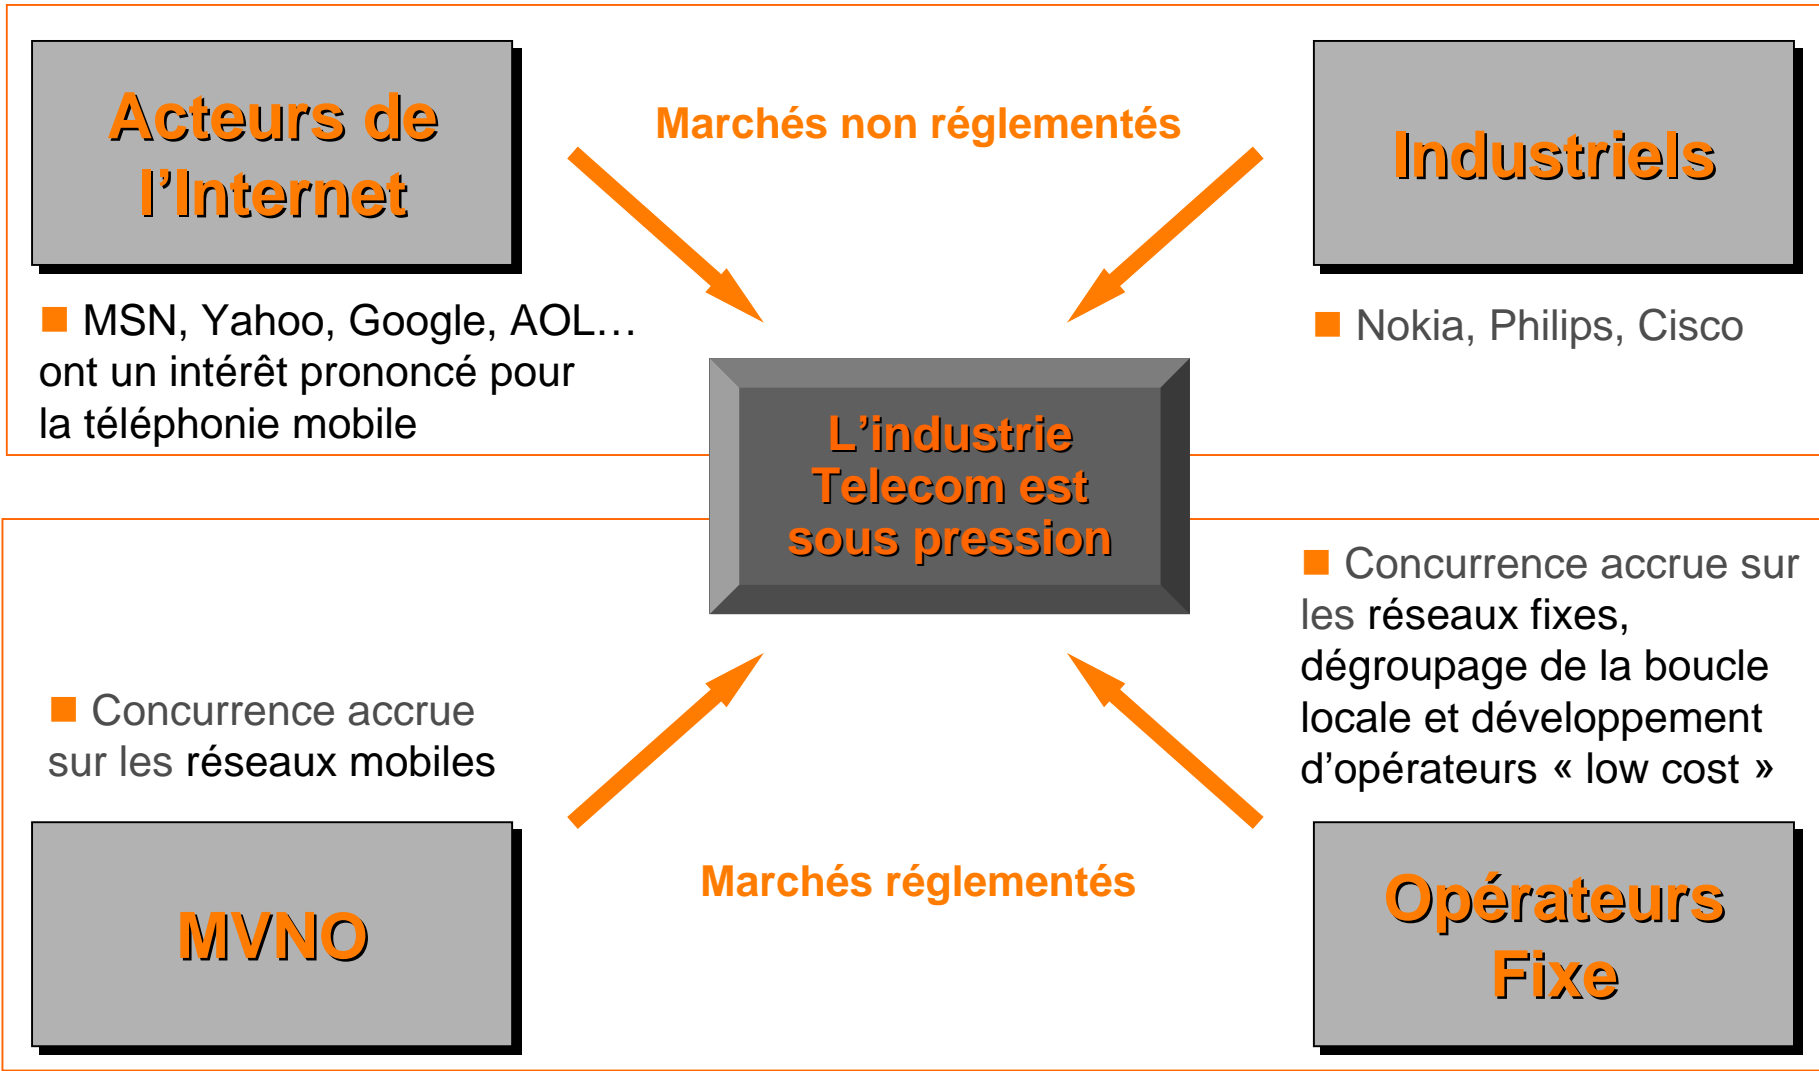 Acteurs de
l’Internet
Marchés non réglementés
Industriels
■ MSN, Yahoo, Google, AOL…
ont un intérêt prononcé pour
la téléphonie mobile
■ Nokia, Philips, Cisco
L’industrie
Telecom est
sous pression
■ Concurrence accrue
sur les réseaux mobiles
■ Concurrence accrue sur
les réseaux fixes,
dégroupage de la boucle
locale et développement
d’opérateurs « low cost »
MVNO
Marchés réglementés
Opérateurs
Fixe